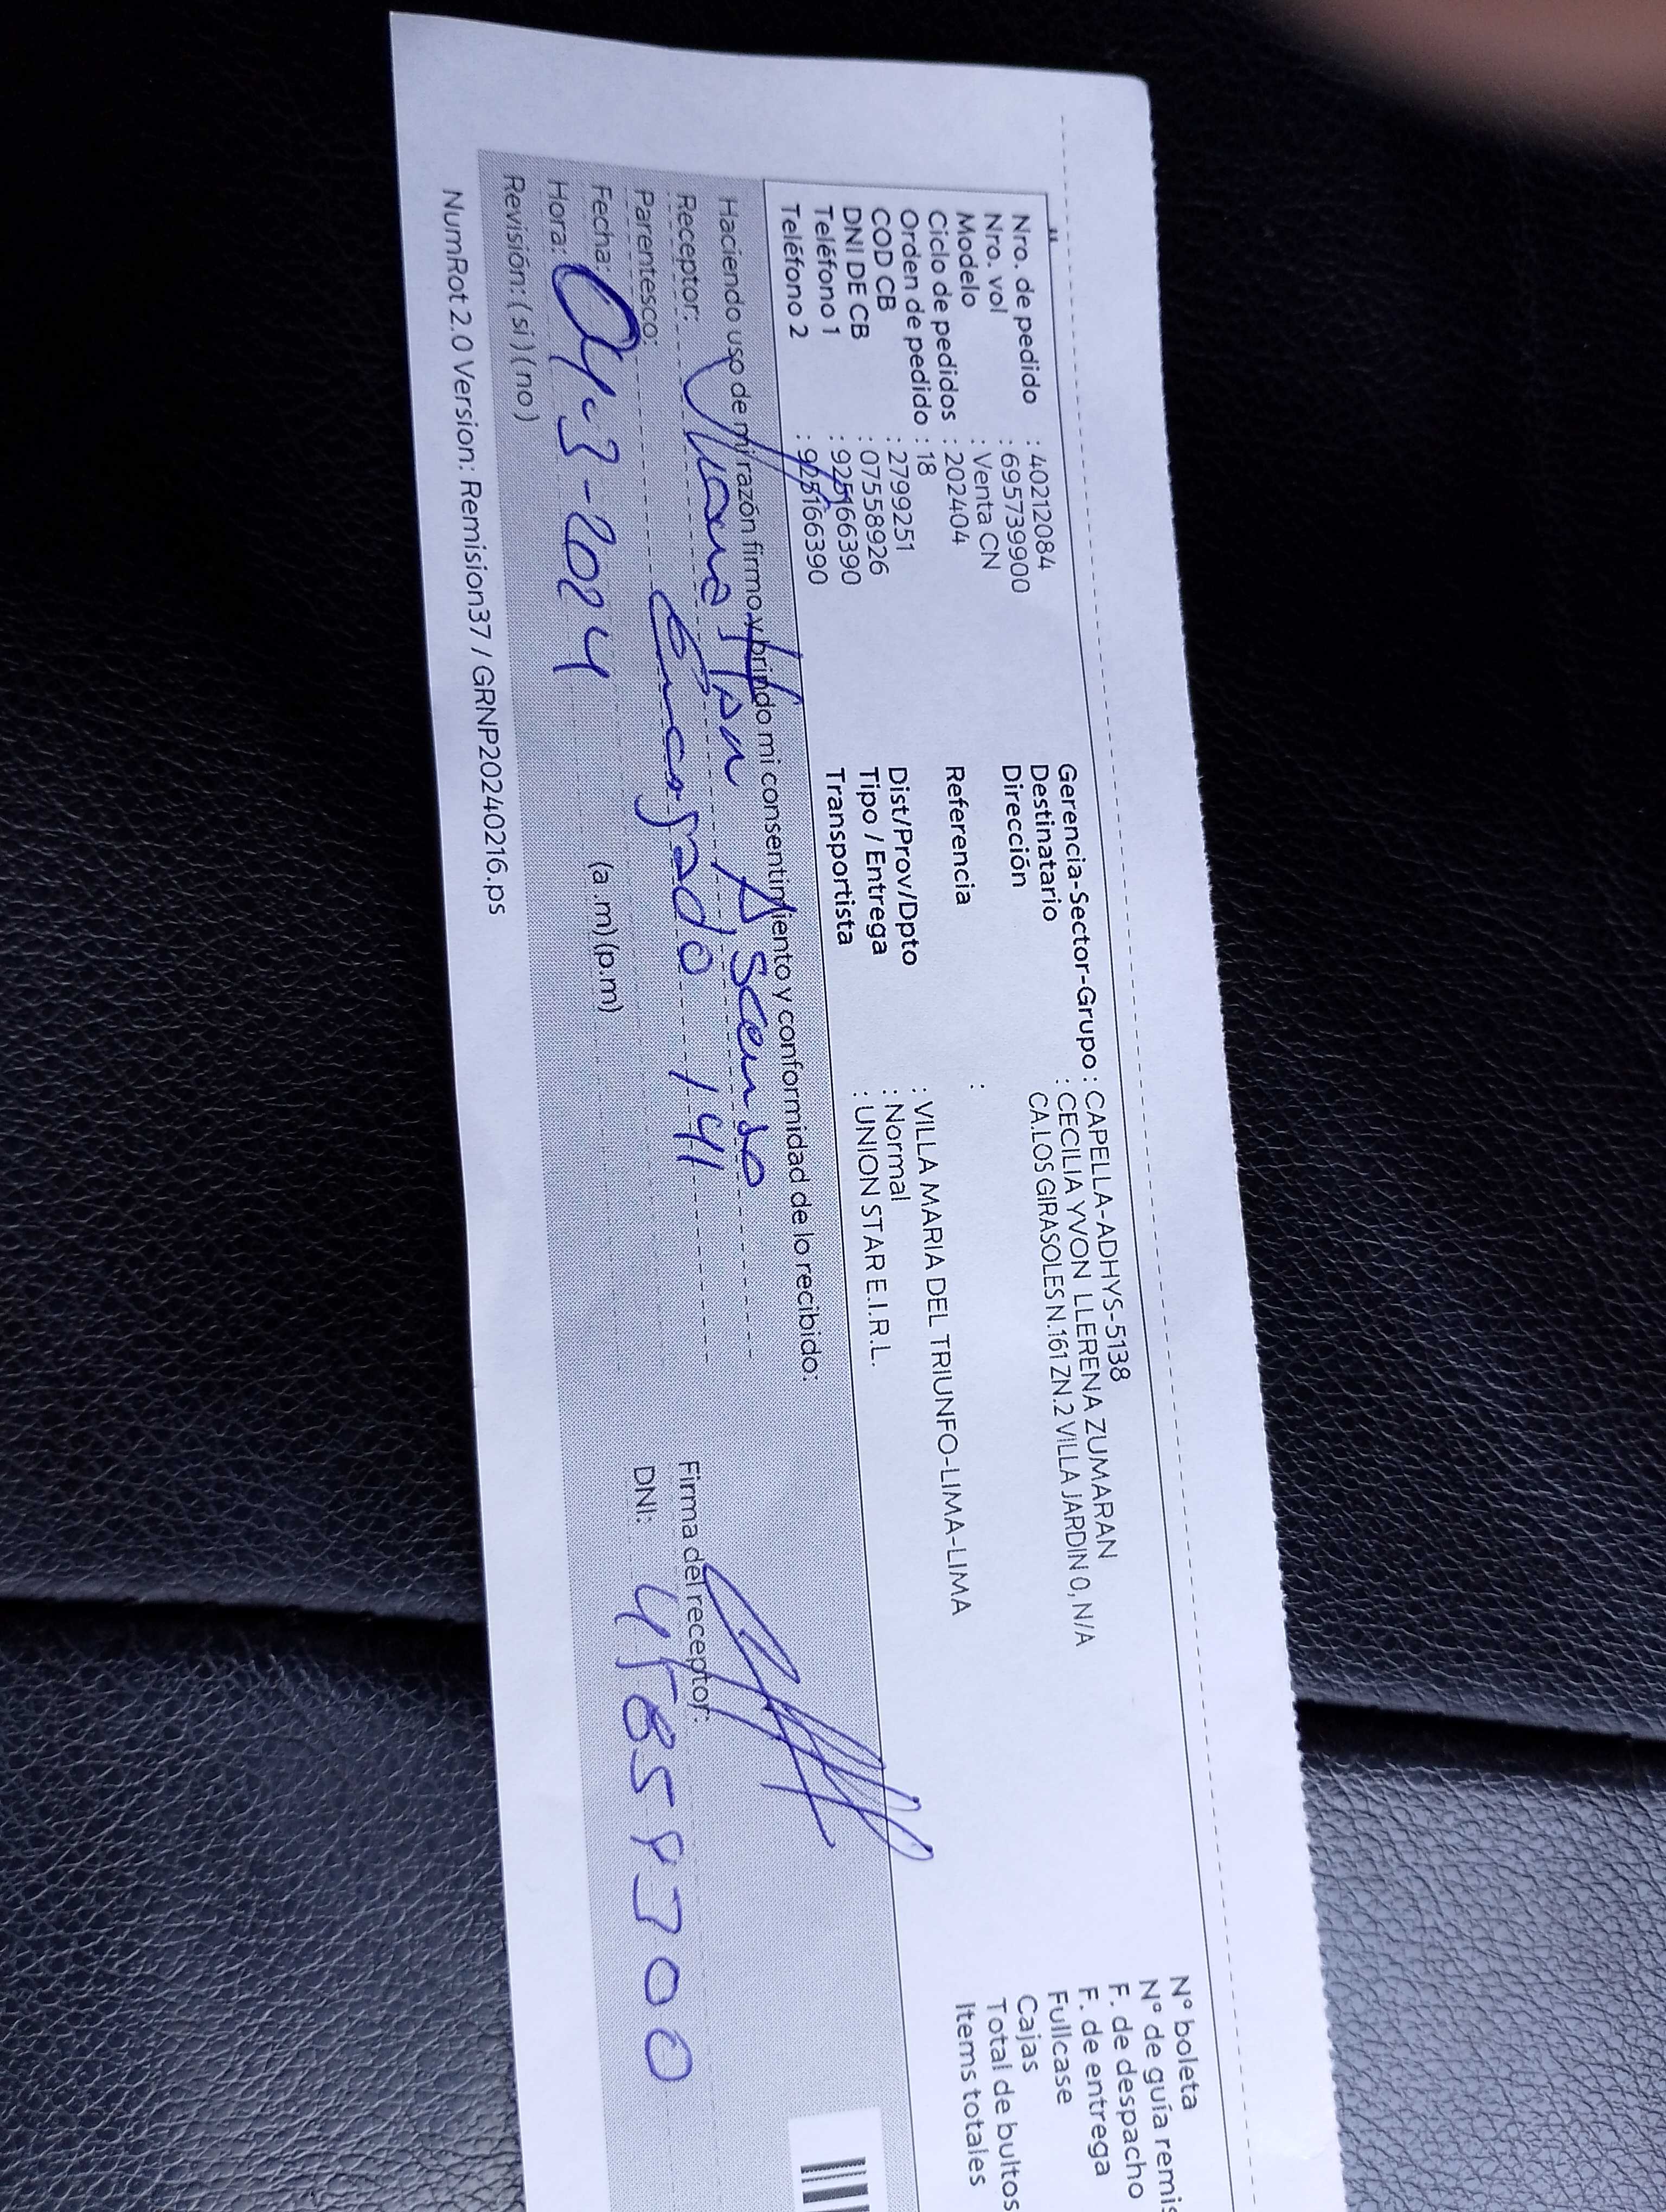 Nro. de pedido : 40212084
Nro. vol : 695739900
Modelo : Venta CN
Ciclo de pedidos : 202404
Orden de pedido : 18
COD CB : 2799251
DNI DE CB : 07558926
Teléfono 1 : 925166390
Teléfono 2 : 925166390
Gerencia-Sector-Grupo : CAPELLA-ADHYS-5138
Destinatario : CECILIA YVON LLERENA ZUMARAN
Dirección CA.LOS GIRASOLES N.161 ZN.2 VILLA JARDIN 0, N/A
Referencia :
Dist/Prov/Dpto : VILLA MARIA DEL TRIUNFO-LIMA-LIMA
Tipo / Entrega : Normal
Transportista : UNION STAR E.I.R.L.
N° boleta
N° de guía remis
F. de despacho
F. de entrega
Fullcase
Cajas
Total de bultos
Items totales
Haciendo uso de mi razón firmo y brindo mi consentimiento y conformidad de lo recibido:
Receptor: Ascenso
Parentesco: Encargado 141
Fecha: 2024
Hora: (a.m) (p.m)
Revisión: (si) (no)
Firma del receptor:
DNI:
NumRot 2.0 Version: Remision37 / GRNP20240216.ps